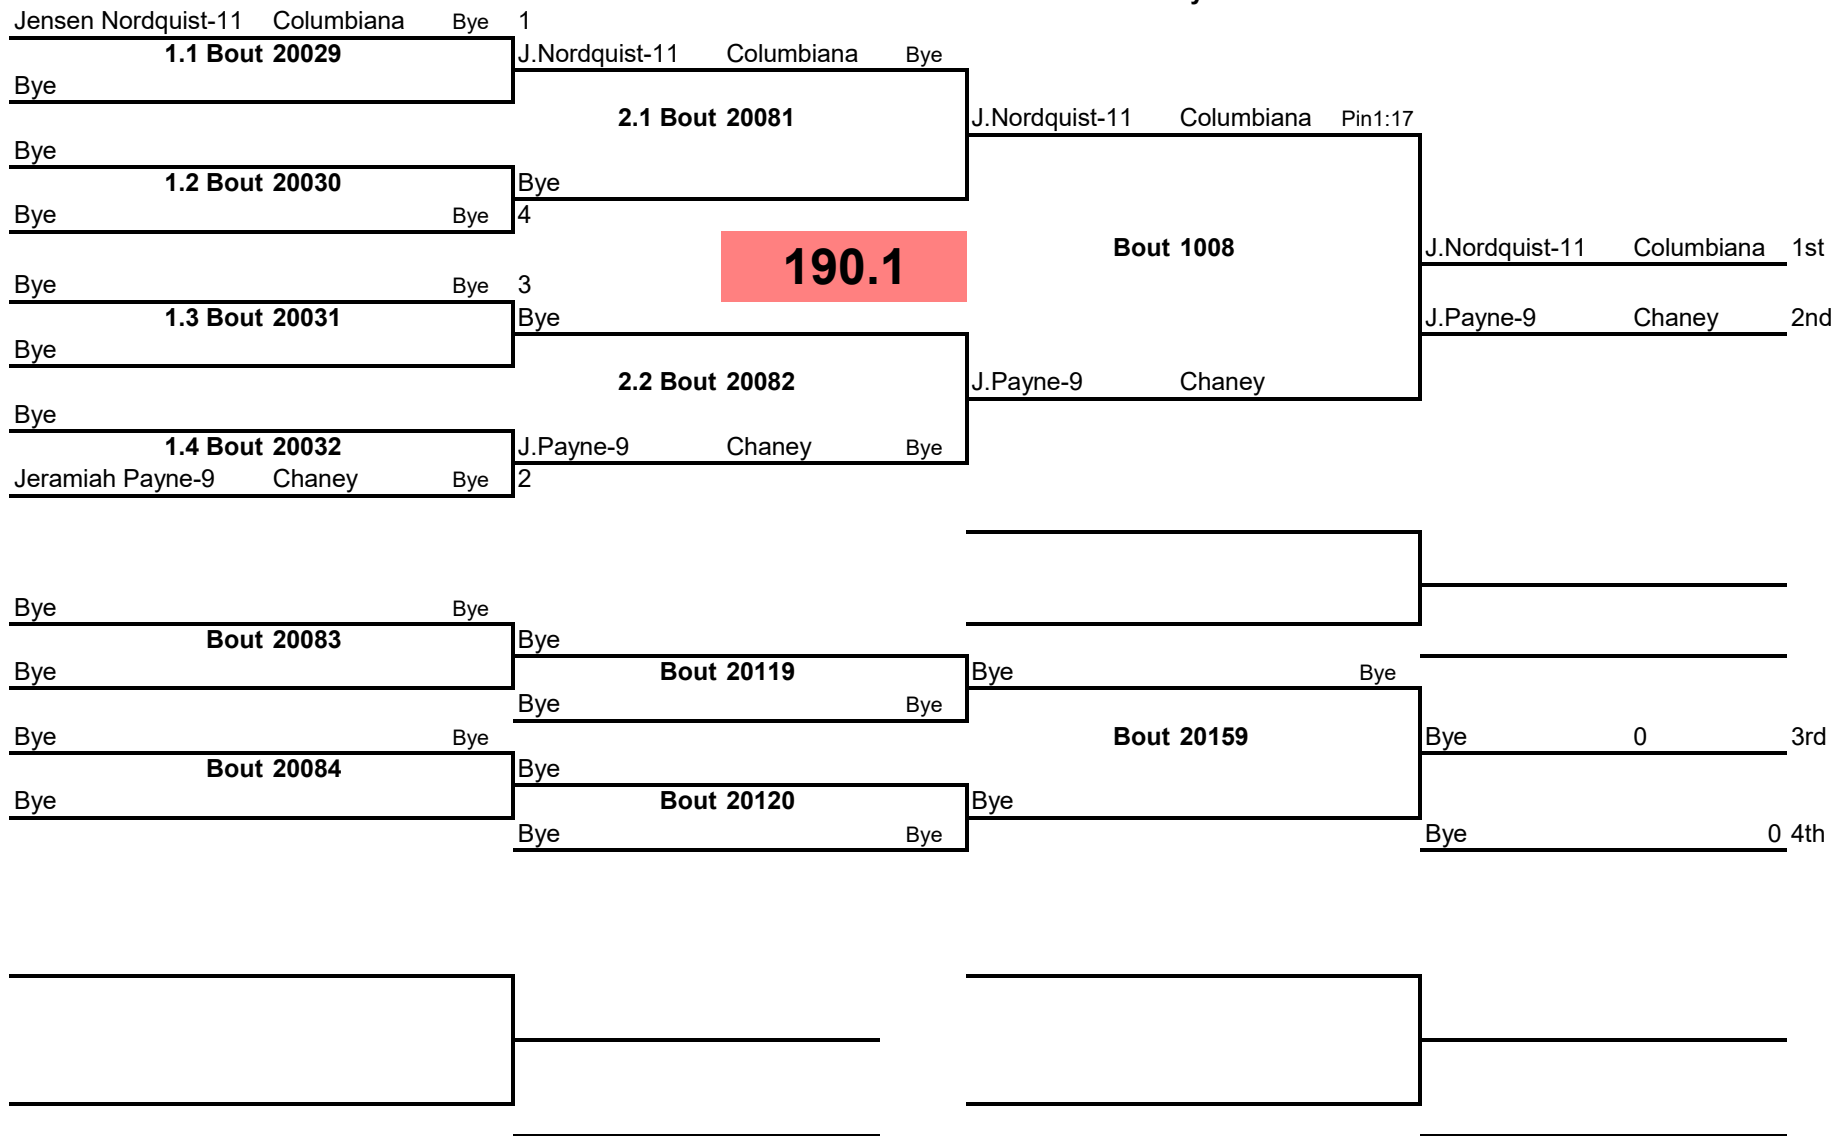 Jensen Nordquist-11 Columbiana Bye 1
1.1 Bout 20029 J.Nordquist-11 Columbiana Bye
Bye
2.1 Bout 20081 J.Nordquist-11 Columbiana Pin1:17
Bye
1.2 Bout 20030 Bye
Bye Bye 4
190.1 Bout 1008 J.Nordquist-11 Columbiana 1st
Bye Bye 3
1.3 Bout 20031 Bye J.Payne-9 Chaney 2nd
Bye
2.2 Bout 20082 J.Payne-9 Chaney
Bye
1.4 Bout 20032 J.Payne-9 Chaney Bye
Jeramiah Payne-9 Chaney Bye 2
Bye Bye
Bout 20083 Bye
Bye Bout 20119 Bye Bye
Bye Bye
Bye Bye Bout 20159 Bye 0 3rd
Bout 20084 Bye
Bye Bout 20120 Bye
Bye Bye Bye 0 4th